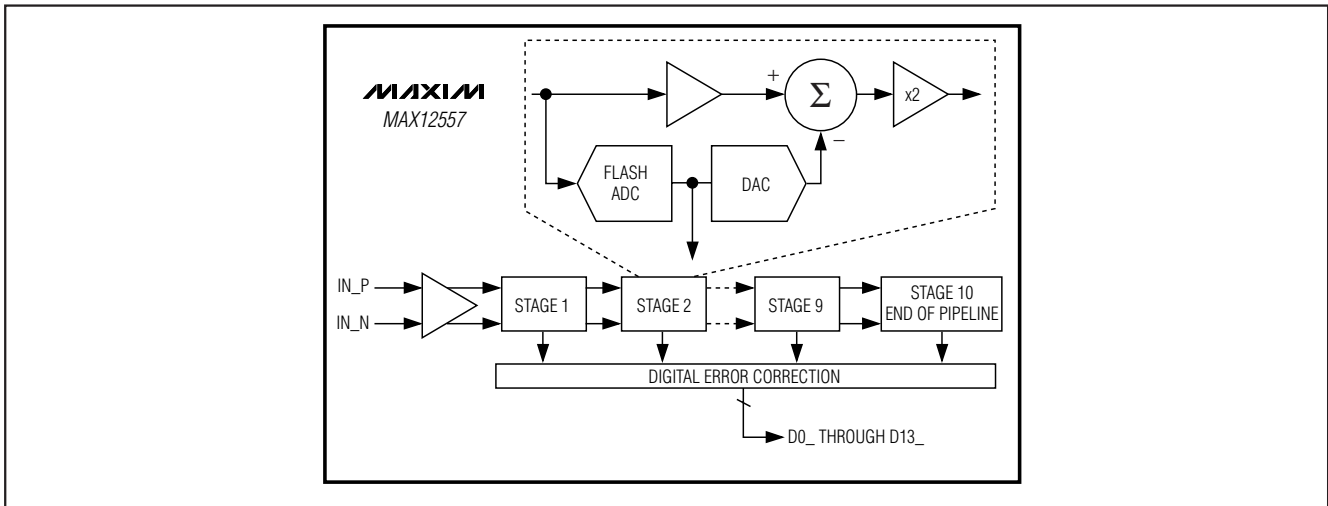 MAXIM
MAX12557
+
Σ
−
x2
FLASH
ADC
DAC
IN_P
IN_N
STAGE 1
STAGE 2
STAGE 9
STAGE 10
END OF PIPELINE
DIGITAL ERROR CORRECTION
D0_ THROUGH D13_